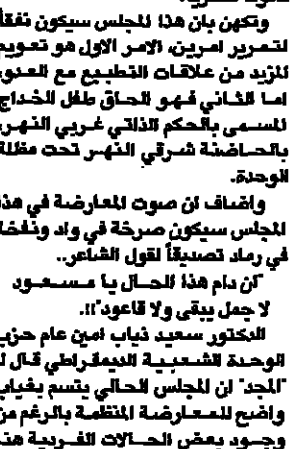 وتكهن بان هذا المجلس سيكون نفقاً
لتمرير امرين، الامر الاول هو تعويم
المزيد من علاقات التطبيع مع العدو،
اما الثاني فهو الحاق طفل الخداج
المسمى بالحكم الذاتي غربي النهر،
بالحاضنة شرقي النهر تحت مظلة
الوحدة.
واضاف ان صوت المعارضة في هذا
المجلس سيكون صرخة في واد ونفخا
في رماد تصديقاً لقول الشاعر..
"ان دام هذا الحال يا مسعود
لا جمل يبقى ولا قاعود"!!.
الدكتور سعيد ذياب امين عام حزب
الوحدة الشعبية الديمقراطي قال لـ
"المجد" ان المجلس الحالي يتسم بغياب
واضح للمعارضة المنظمة بالرغم من
وجود بعض الحالات الفردية هنا